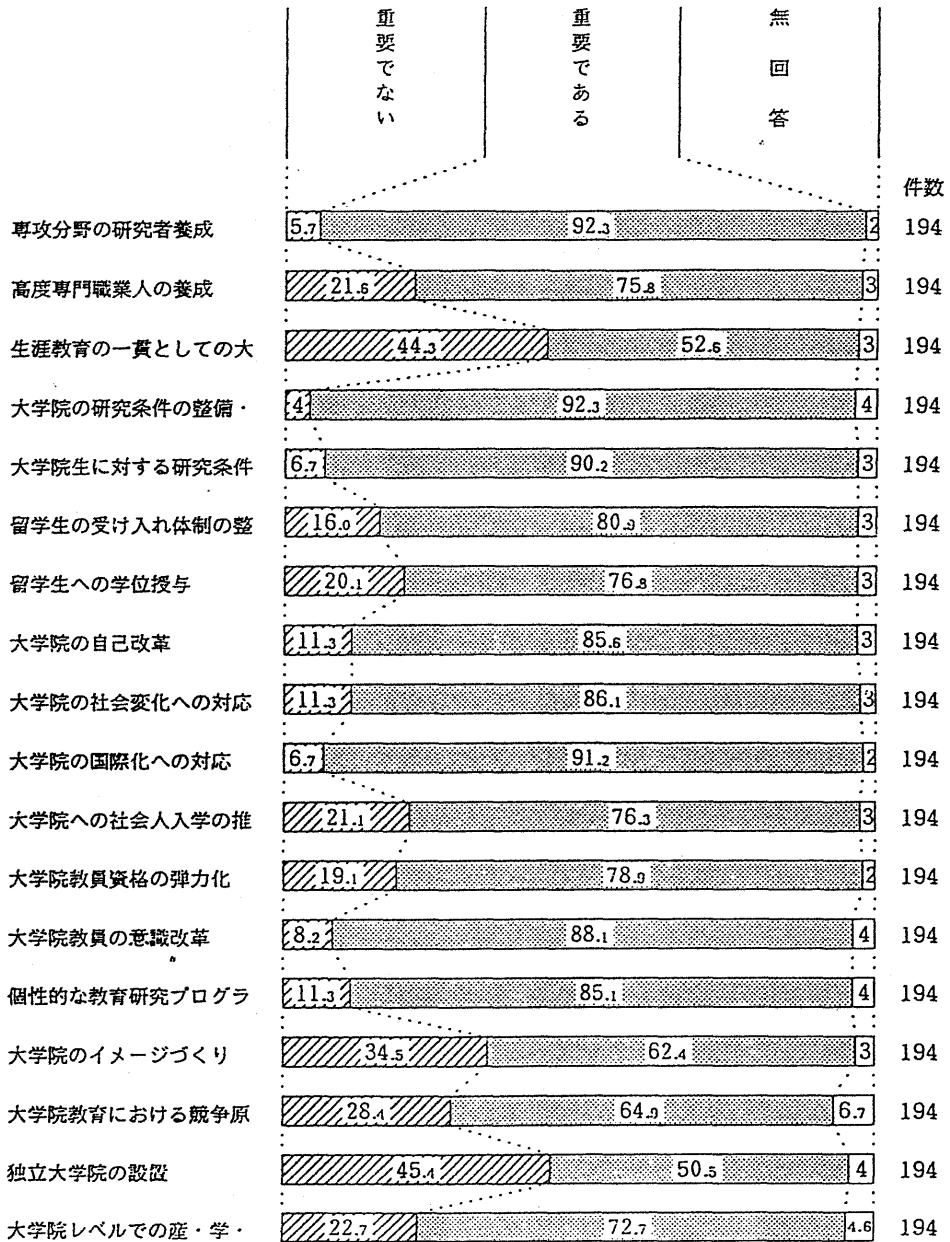 重要でない
重要である
無回答
件数
専攻分野の研究者養成 5.7 92.3 2 194
高度専門職業人の養成 21.6 75.8 3 194
生涯教育の一貫としての大 44.3 52.6 3 194
大学院の研究条件の整備・ 4 92.3 4 194
大学院生に対する研究条件 6.7 90.2 3 194
留学生の受け入れ体制の整 16.0 80.9 3 194
留学生への学位授与 20.1 76.8 3 194
大学院の自己改革 11.3 85.6 3 194
大学院の社会変化への対応 11.3 86.1 3 194
大学院の国際化への対応 6.7 91.2 2 194
大学院への社会人入学の推 21.1 76.3 3 194
大学院教員資格の弾力化 19.1 78.9 2 194
大学院教員の意識改革 8.2 88.1 4 194
個性的な教育研究プログラ 11.3 85.1 4 194
大学院のイメージづくり 34.5 62.4 3 194
大学院教育における競争原 28.4 64.9 6.7 194
独立大学院の設置 45.4 50.5 4 194
大学院レベルでの産・学・ 22.7 72.7 4.6 194